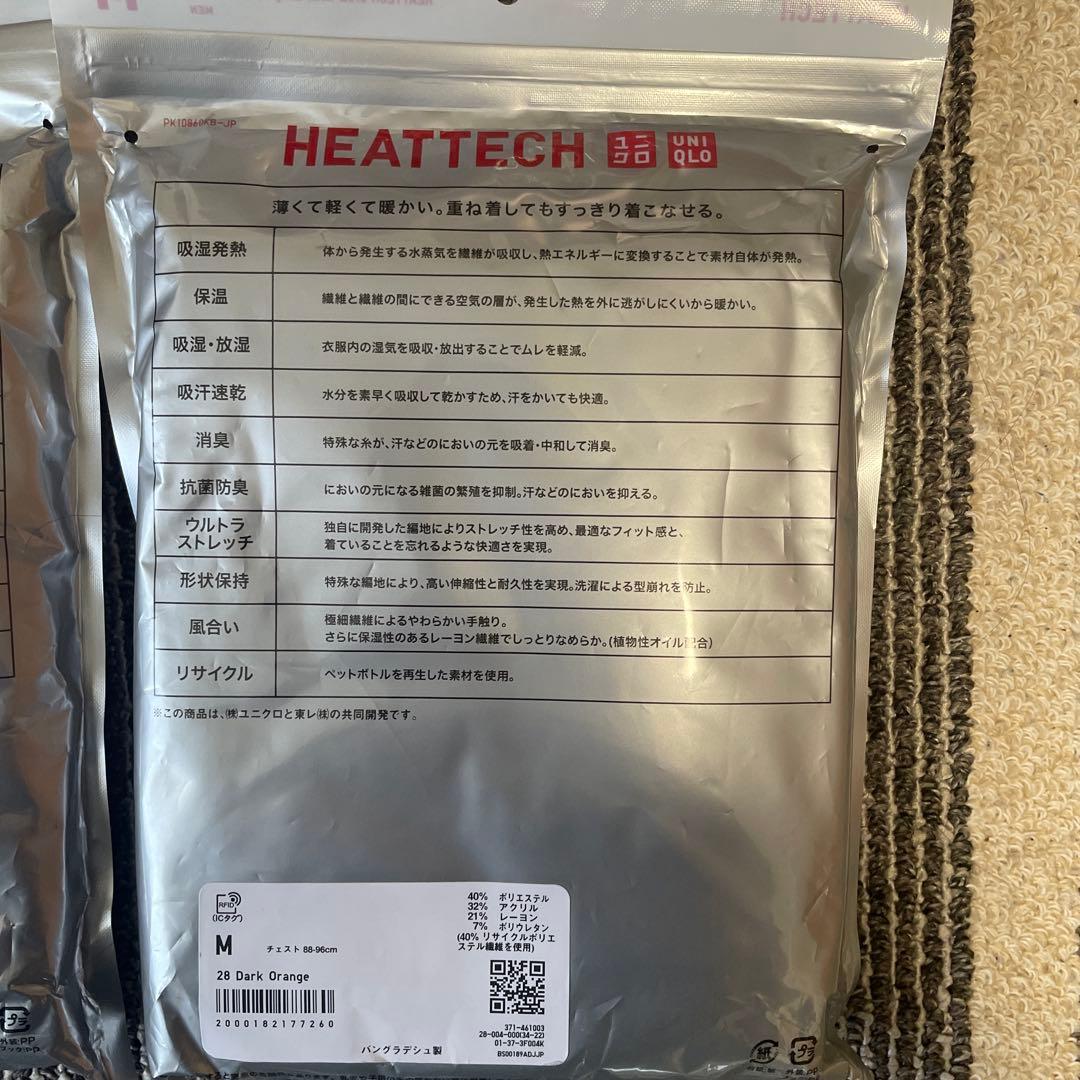 MEN
PK10860KB-JP
HEATTECH ユニクロ UNIQLO
薄くて軽くて暖かい。重ね着してもすっきり着こなせる。
吸湿発熱 体から発生する水蒸気を繊維が吸収し、熱エネルギーに変換することで素材自体が発熱。
保温 繊維と繊維の間にできる空気の層が、発生した熱を外に逃がしにくいから暖かい。
吸湿・放湿 衣服内の湿気を吸収・放出することでムレを軽減。
吸汗速乾 水分を素早く吸収して乾かすため、汗をかいても快適。
消臭 特殊な糸が、汗などのにおいの元を吸着・中和して消臭。
抗菌防臭 においの元になる雑菌の繁殖を抑制。汗などのにおいを抑える。
ウルトラ
ストレッチ
独自に開発した編地によりストレッチ性を高め、最適なフィット感と、
着ていることを忘れるような快適さを実現。
形状保持 特殊な編地により、高い伸縮性と耐久性を実現。洗濯による型崩れを防止。
風合い
極細繊維によるやわらかい手触り。
さらに保湿性のあるレーヨン繊維でしっとりなめらか。(植物性オイル配合)
リサイクル ペットボトルを再生した素材を使用。
※この商品は、㈱ユニクロと東レ㈱の共同開発です。
RFID
(ICタグ)
M チェスト 88-96cm
28 Dark Orange
2000182177260
バングラデシュ製
40% ポリエステル
32% アクリル
21% レーヨン
7% ポリウレタン
(40% リサイクルポリエ
ステル繊維を使用)
371-461003
28-004-000(34-22)
01-37-3F004K
BS00189ADJJP
紙
プラ
プラ
外装:PP